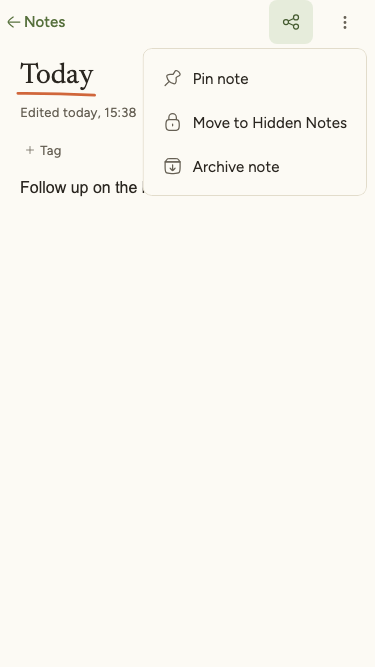 Notes
Today
Edited today, 15:38
+ Tag
Follow up on the
Pin note
Move to Hidden Notes
Archive note